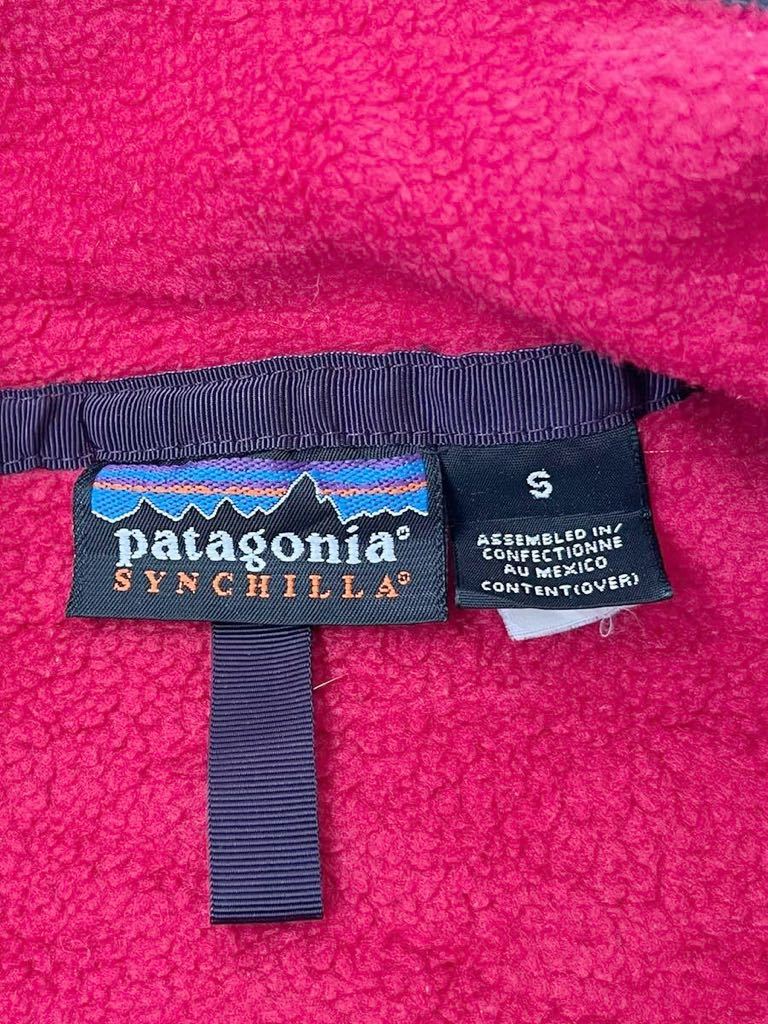 patagonia®
SYNCHILLA®
S
ASSEMBLED IN/
CONFECTIONNE
AU MEXICO
CONTENT(OVER)